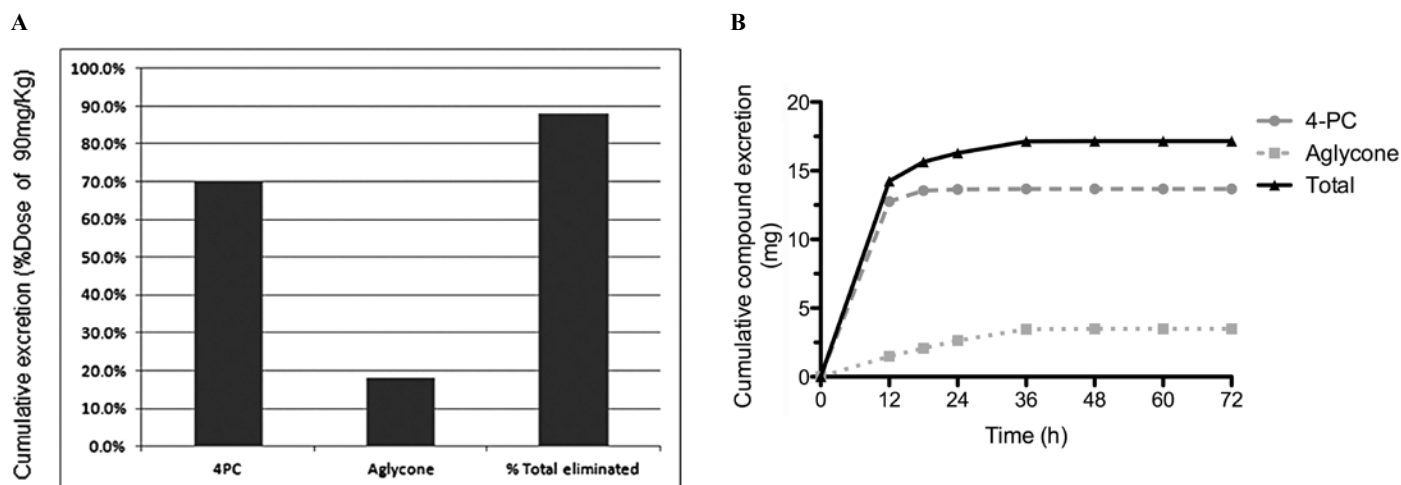 A
Cumulative excretion (%Dose of 90mg/Kg)
100.0%
90.0%
80.0%
70.0%
60.0%
50.0%
40.0%
30.0%
20.0%
10.0%
0.0%
4PC
Aglycone
% Total eliminated
B
Cumulative compound excretion
(mg)
20
15
10
5
0
0
12
24
36
48
60
72
Time (h)
4-PC
Aglycone
Total